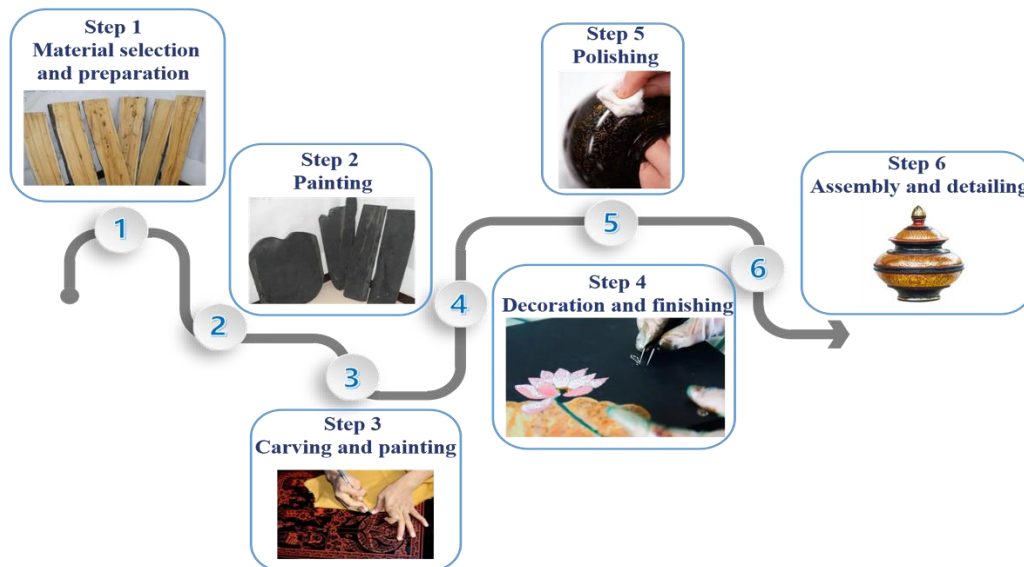 Step 1
Material selection
and preparation
Step 2
Painting
Step 3
Carving and painting
Step 4
Decoration and finishing
Step 5
Polishing
Step 6
Assembly and detailing
1
2
3
4
5
6